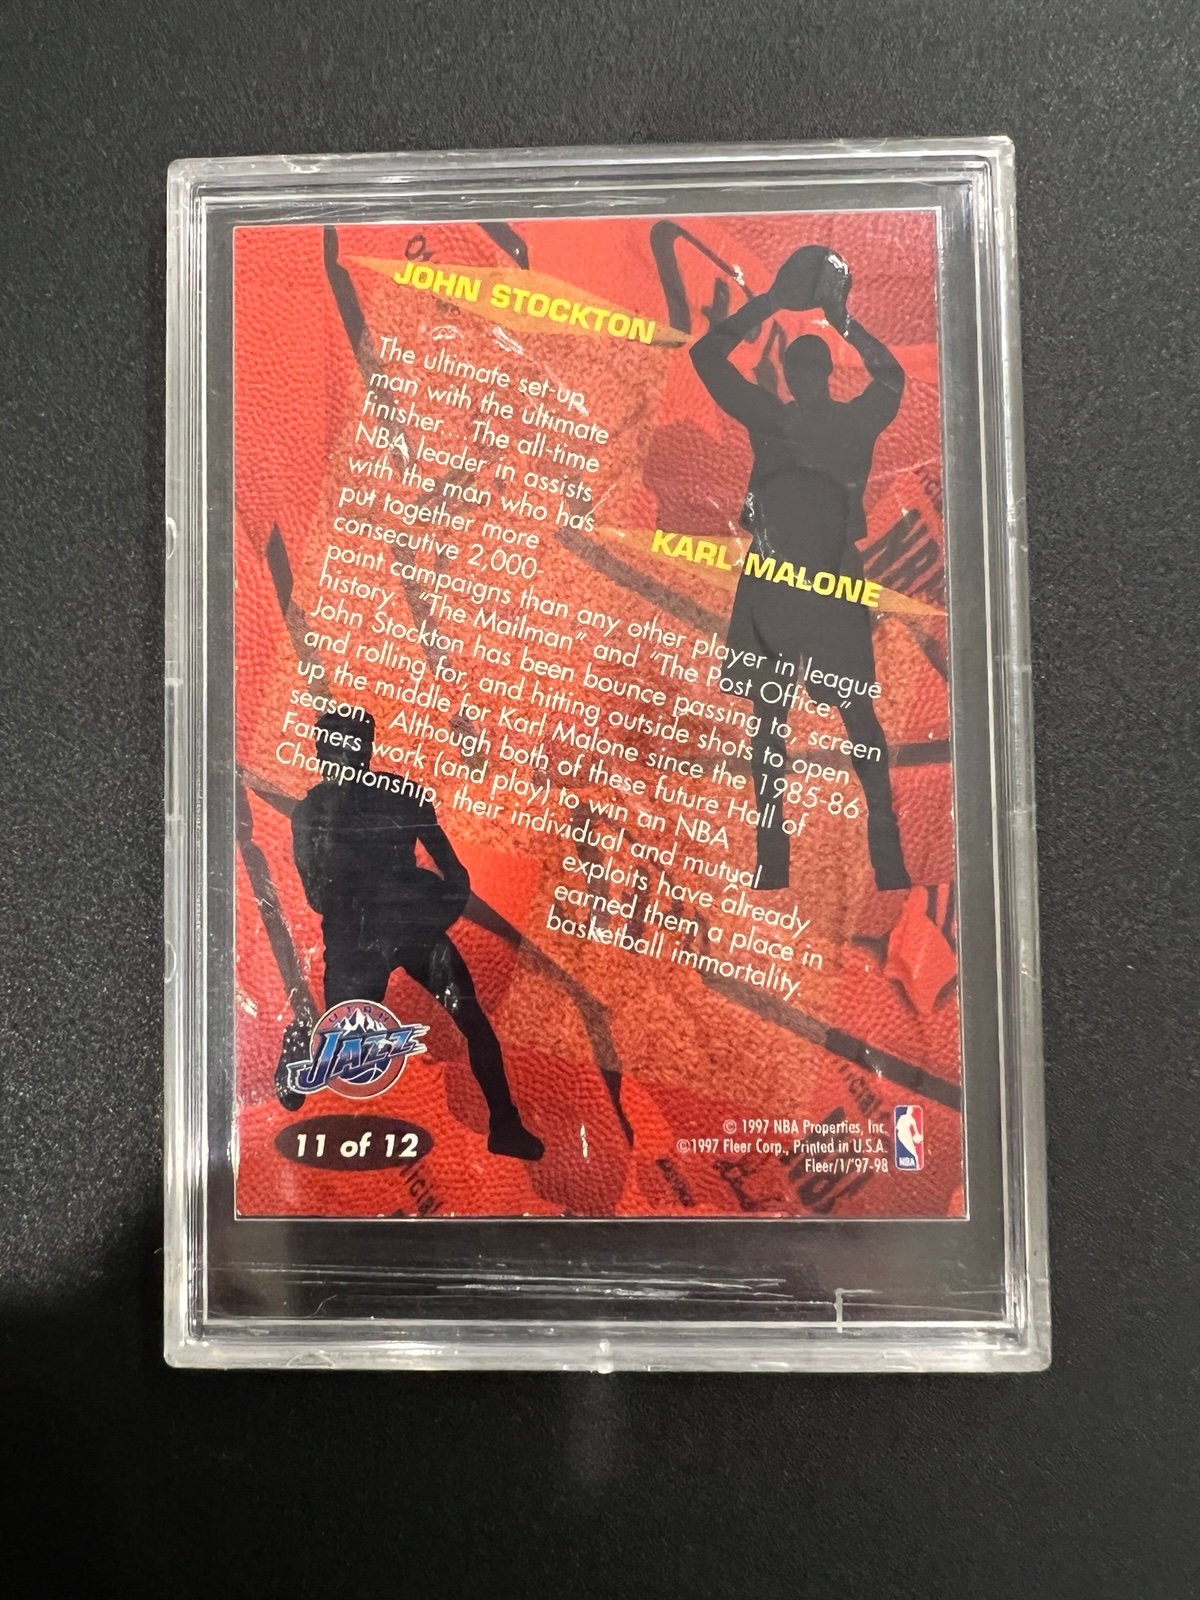 JOHN STOCKTON
The ultimate set-up
man with the ultimate
finisher... The all-time
NBA leader in assists
with the man who has
put together more
consecutive 2,000-
point campaigns than any other player in league
history. "The Mailman" and "The Post Office."
John Stockton has been bounce passing to, screen
and rolling for, and hitting outside shots to open
up the middle for Karl Malone since the 1985-86
season. Although both of these future Hall of
Famers work (and play) to win an NBA
Championship, their individual and mutual
exploits have already
earned them a place in
basketball immortality.
KARL MALONE
UTAH
JAZZ
11 of 12
© 1997 NBA Properties, Inc.
©1997 Fleer Corp., Printed in U.S.A.
Fleer/1/'97-98
NBA